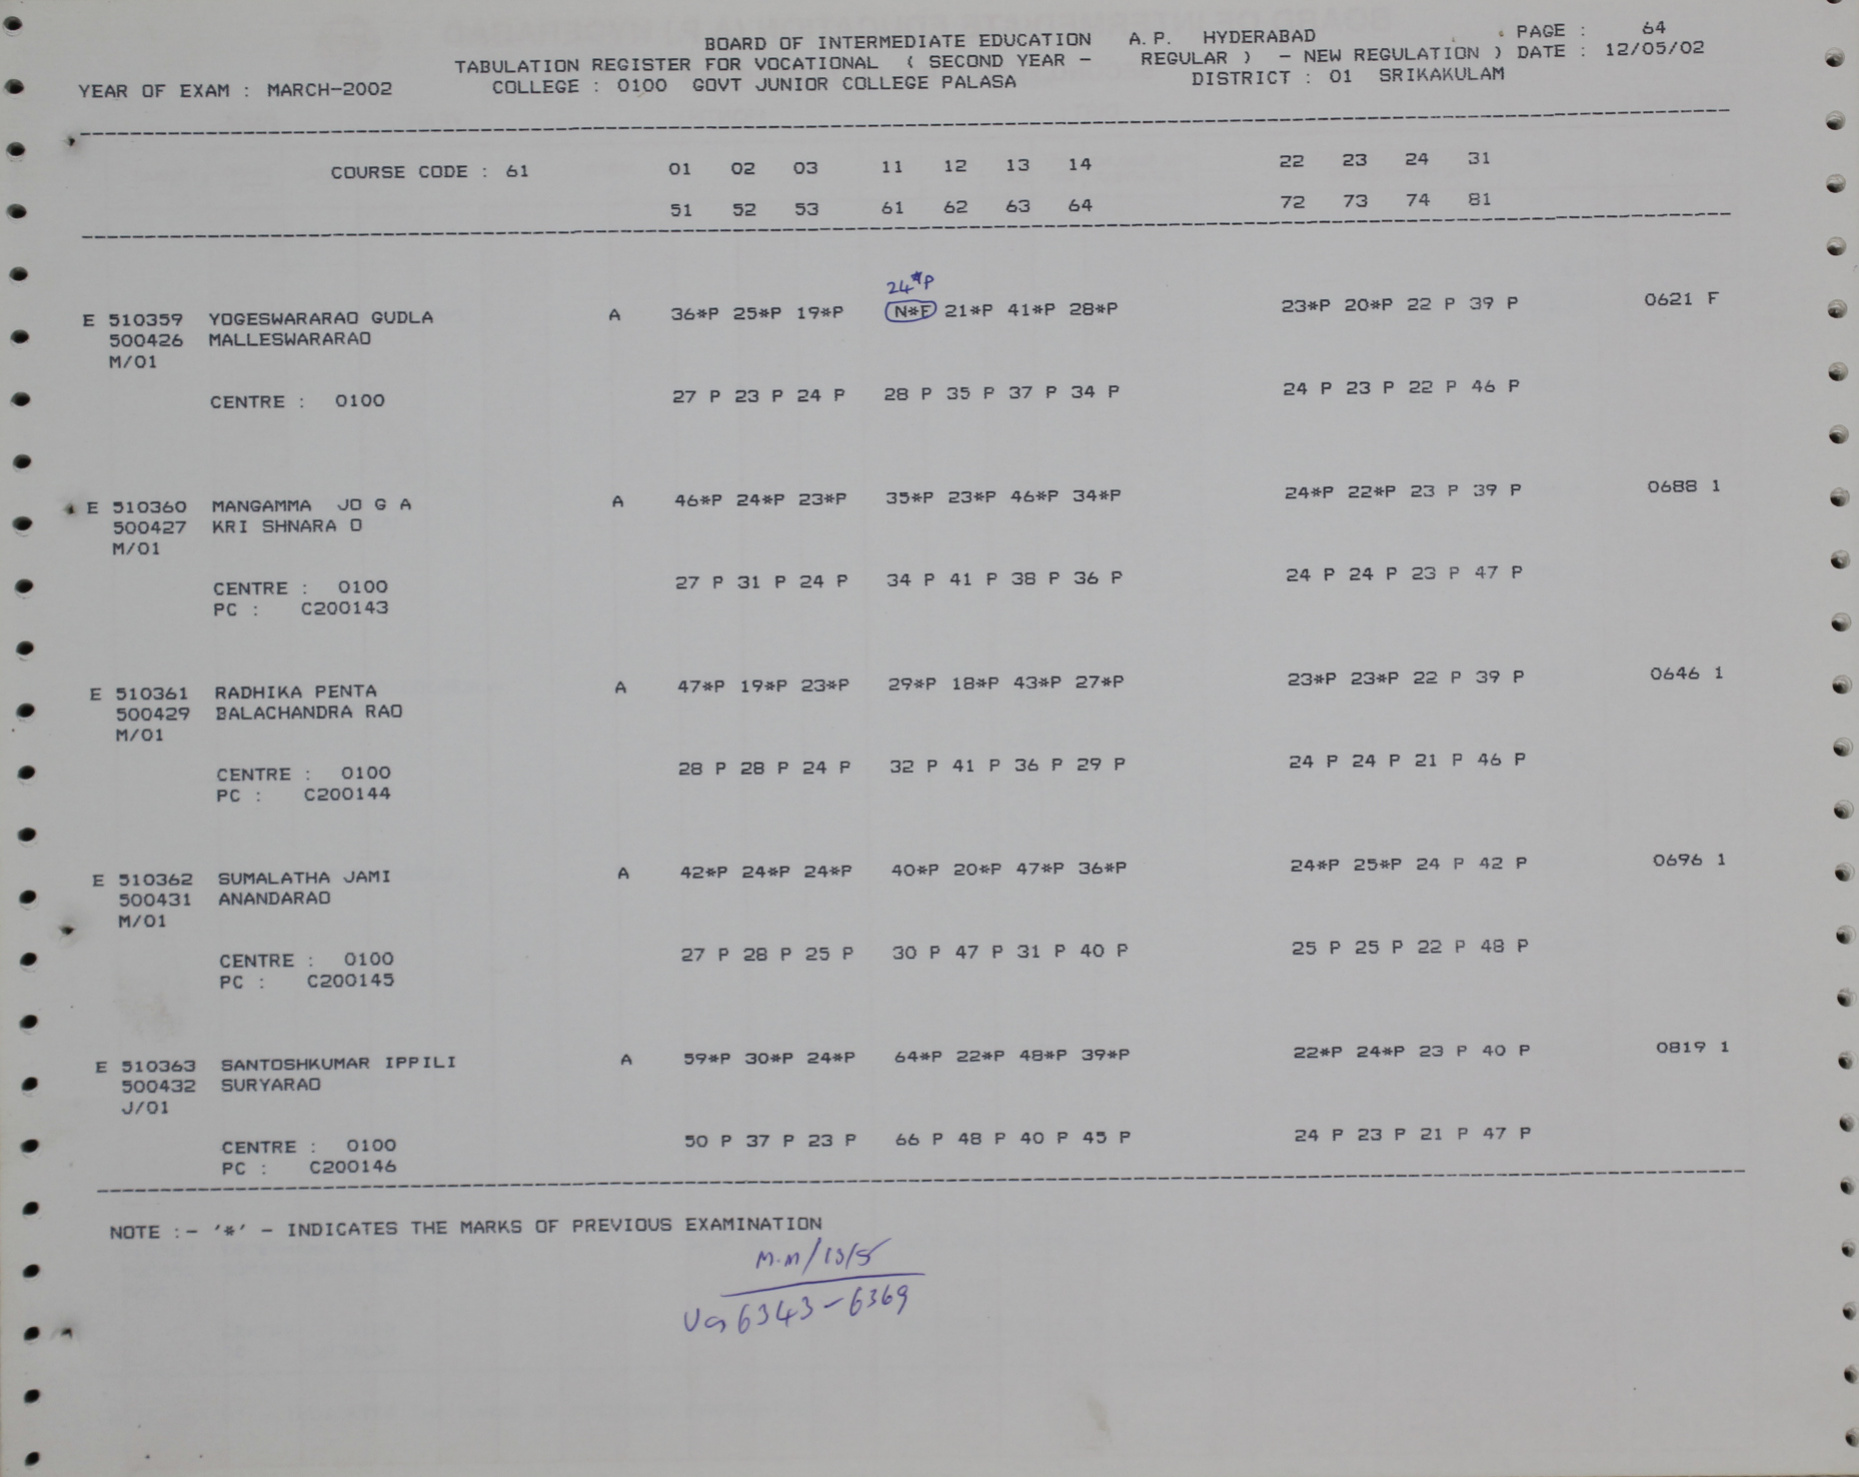 BOARD OF INTERMEDIATE EDUCATION A.P. HYDERABAD PAGE : 64
TABULATION REGISTER FOR VOCATIONAL ( SECOND YEAR - REGULAR ) - NEW REGULATION ) DATE : 12/05/02
YEAR OF EXAM : MARCH-2002 COLLEGE : 0100 GOVT JUNIOR COLLEGE PALASA DISTRICT : 01 SRIKAKULAM
COURSE CODE : 61 01 02 03 11 12 13 14 22 23 24 31
51 52 53 61 62 63 64 72 73 74 81
24*P
E 510359 YOGESWARARAO GUDLA A 36*P 25*P 19*P N*F 21*P 41*P 28*P 23*P 20*P 22 P 39 P 0621 F
500426 MALLESWARARAO
M/01
CENTRE : 0100 27 P 23 P 24 P 28 P 35 P 37 P 34 P 24 P 23 P 22 P 46 P
E 510360 MANGAMMA JO G A A 46*P 24*P 23*P 35*P 23*P 46*P 34*P 24*P 22*P 23 P 39 P 0688 1
500427 KRI SHNARA O
M/01
CENTRE : 0100 27 P 31 P 24 P 34 P 41 P 38 P 36 P 24 P 24 P 23 P 47 P
PC : C200143
E 510361 RADHIKA PENTA A 47*P 19*P 23*P 29*P 18*P 43*P 27*P 23*P 23*P 22 P 39 P 0646 1
500429 BALACHANDRA RAO
M/01
CENTRE : 0100 28 P 28 P 24 P 32 P 41 P 36 P 29 P 24 P 24 P 21 P 46 P
PC : C200144
E 510362 SUMALATHA JAMI A 42*P 24*P 24*P 40*P 20*P 47*P 36*P 24*P 25*P 24 P 42 P 0696 1
500431 ANANDARAO
M/01
CENTRE : 0100 27 P 28 P 25 P 30 P 47 P 31 P 40 P 25 P 25 P 22 P 48 P
PC : C200145
E 510363 SANTOSHKUMAR IPPILI A 59*P 30*P 24*P 64*P 22*P 48*P 39*P 22*P 24*P 23 P 40 P 0819 1
500432 SURYARAO
J/01
CENTRE : 0100 50 P 37 P 23 P 66 P 48 P 40 P 45 P 24 P 23 P 21 P 47 P
PC : C200146
NOTE :- '*' - INDICATES THE MARKS OF PREVIOUS EXAMINATION
M.M/13/5
6343-6369